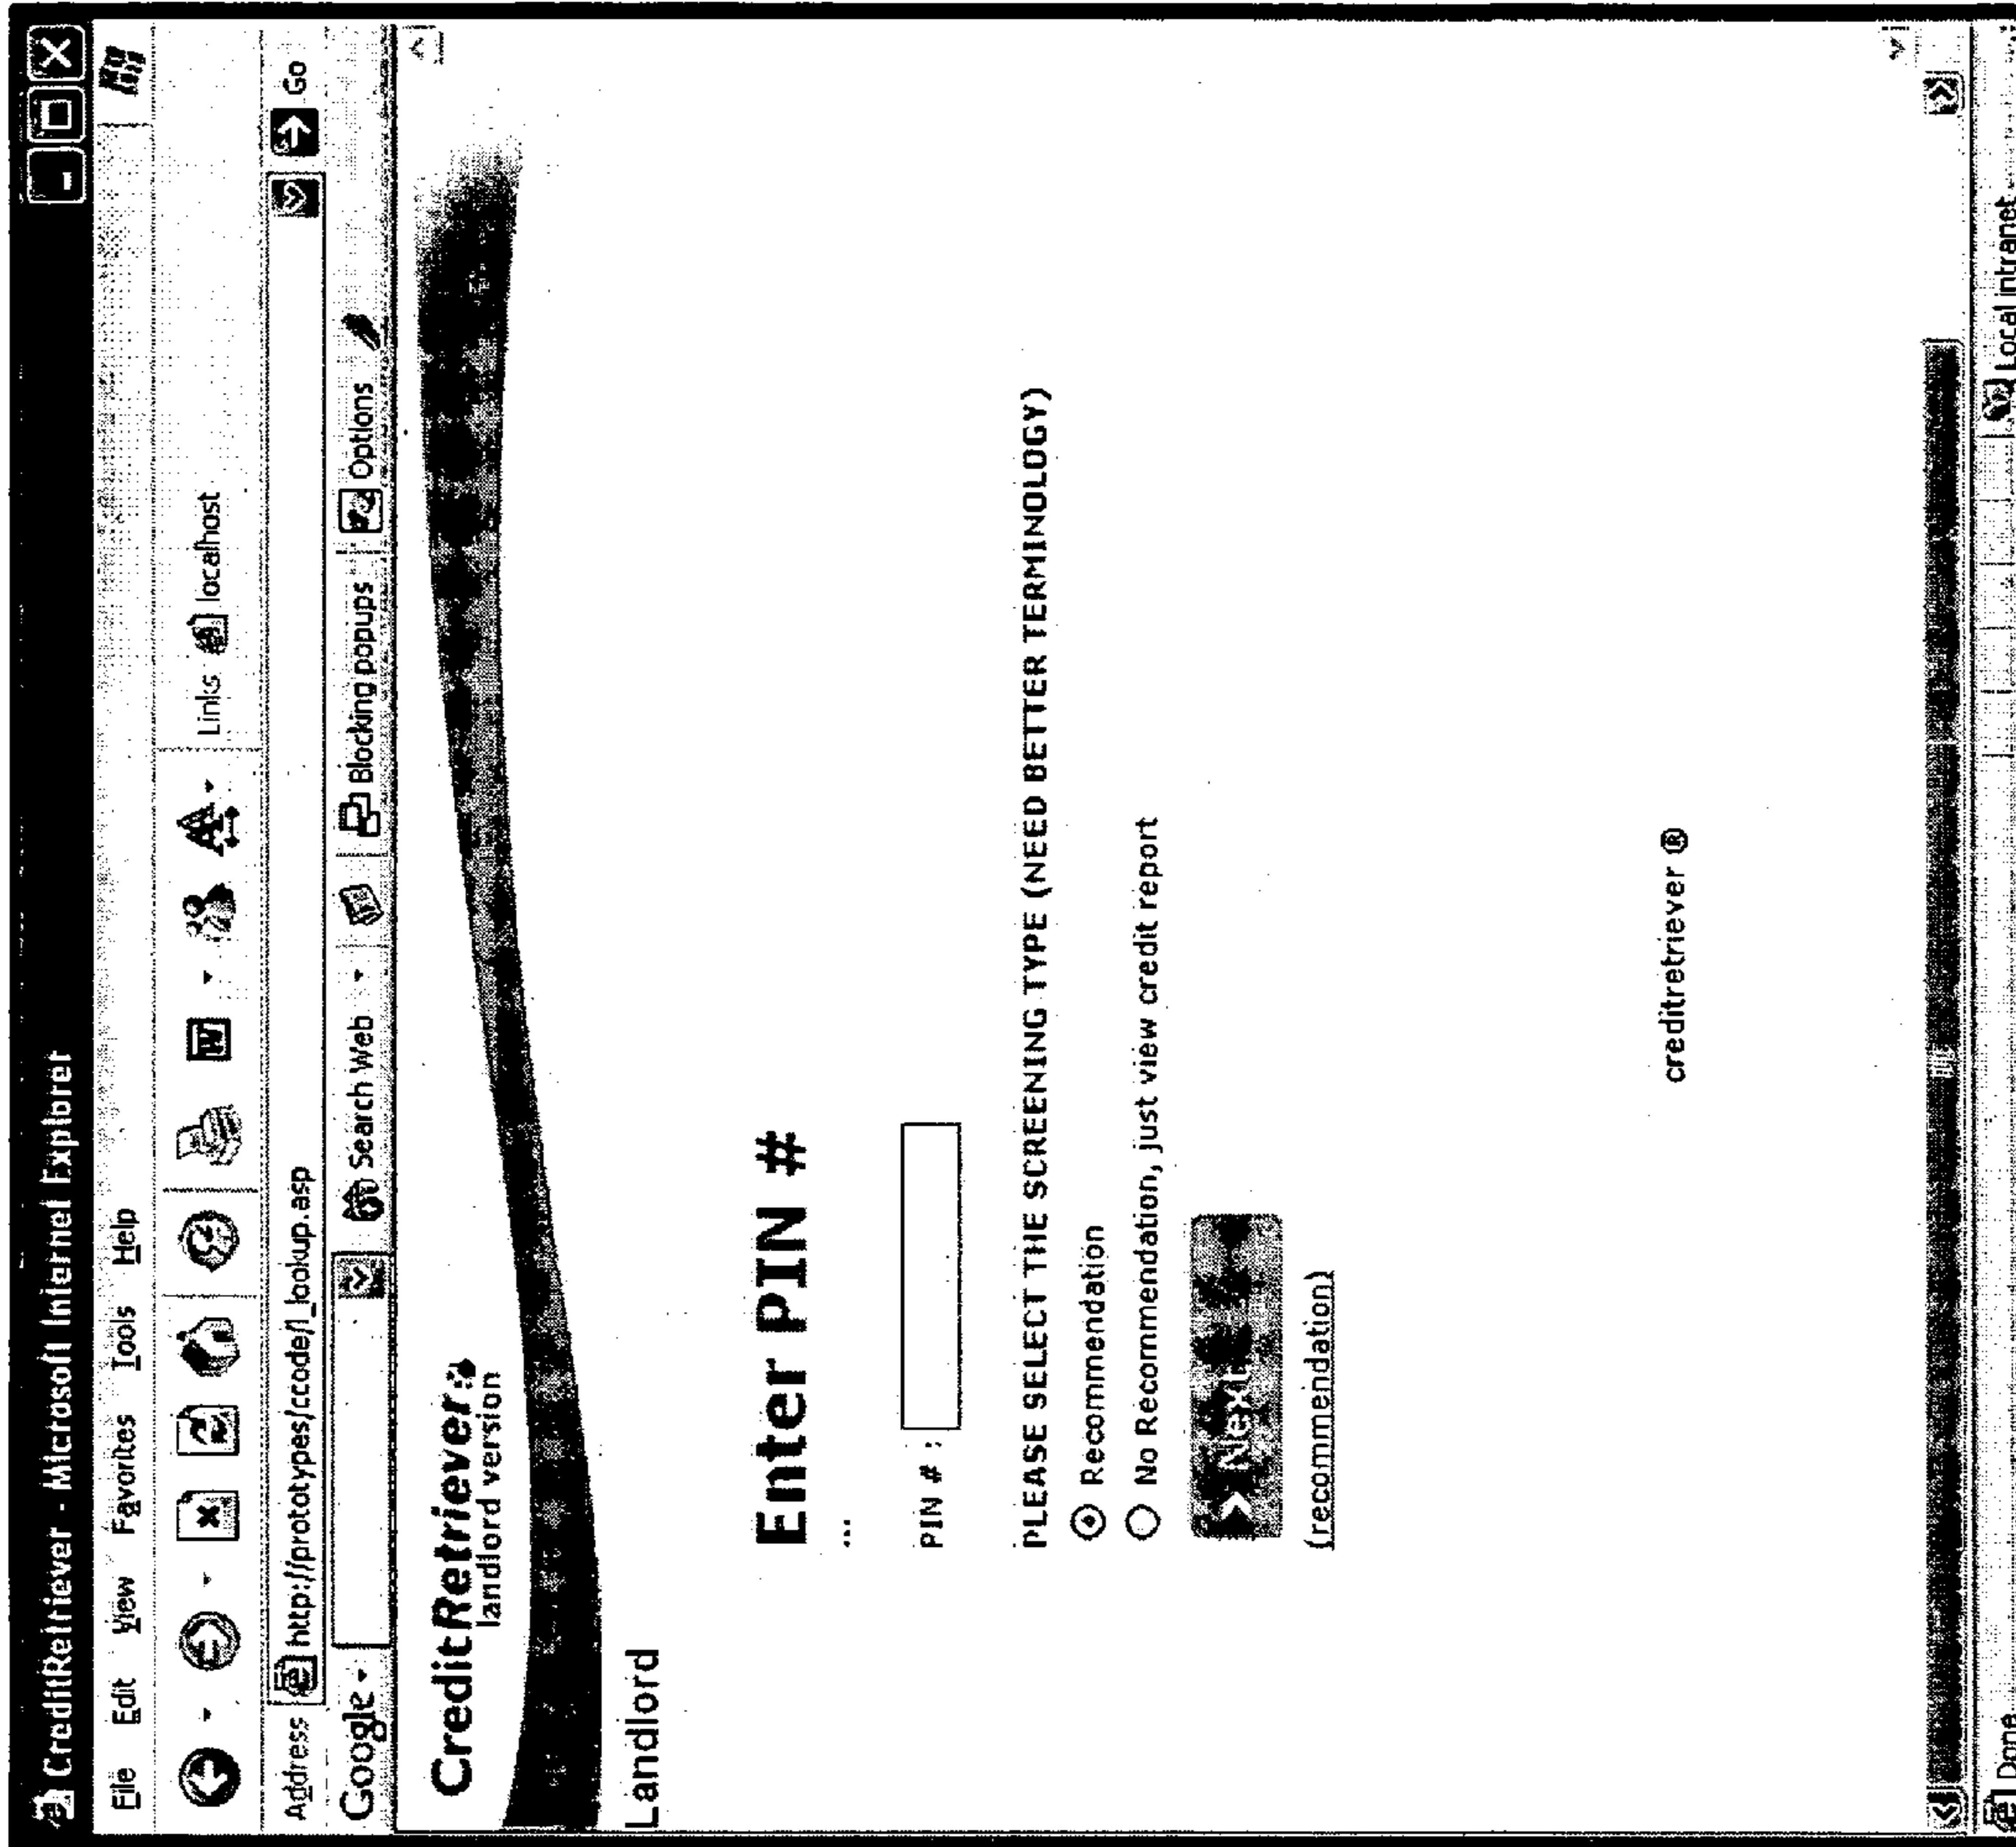 CreditRetriever - Microsoft Internet Explorer
File Edit View Favorites Tools Help
Links localhost
Address http://prototypes/ccode/l_lookup.asp Go
Google Search Web Blocking popups Options
CreditRetriever
landlord version
Landlord
Enter PIN #
...
PIN # :
PLEASE SELECT THE SCREENING TYPE (NEED BETTER TERMINOLOGY)
Recommendation
No Recommendation, just view credit report
> Next
(recommendation)
creditretriever ®
Done Local intranet